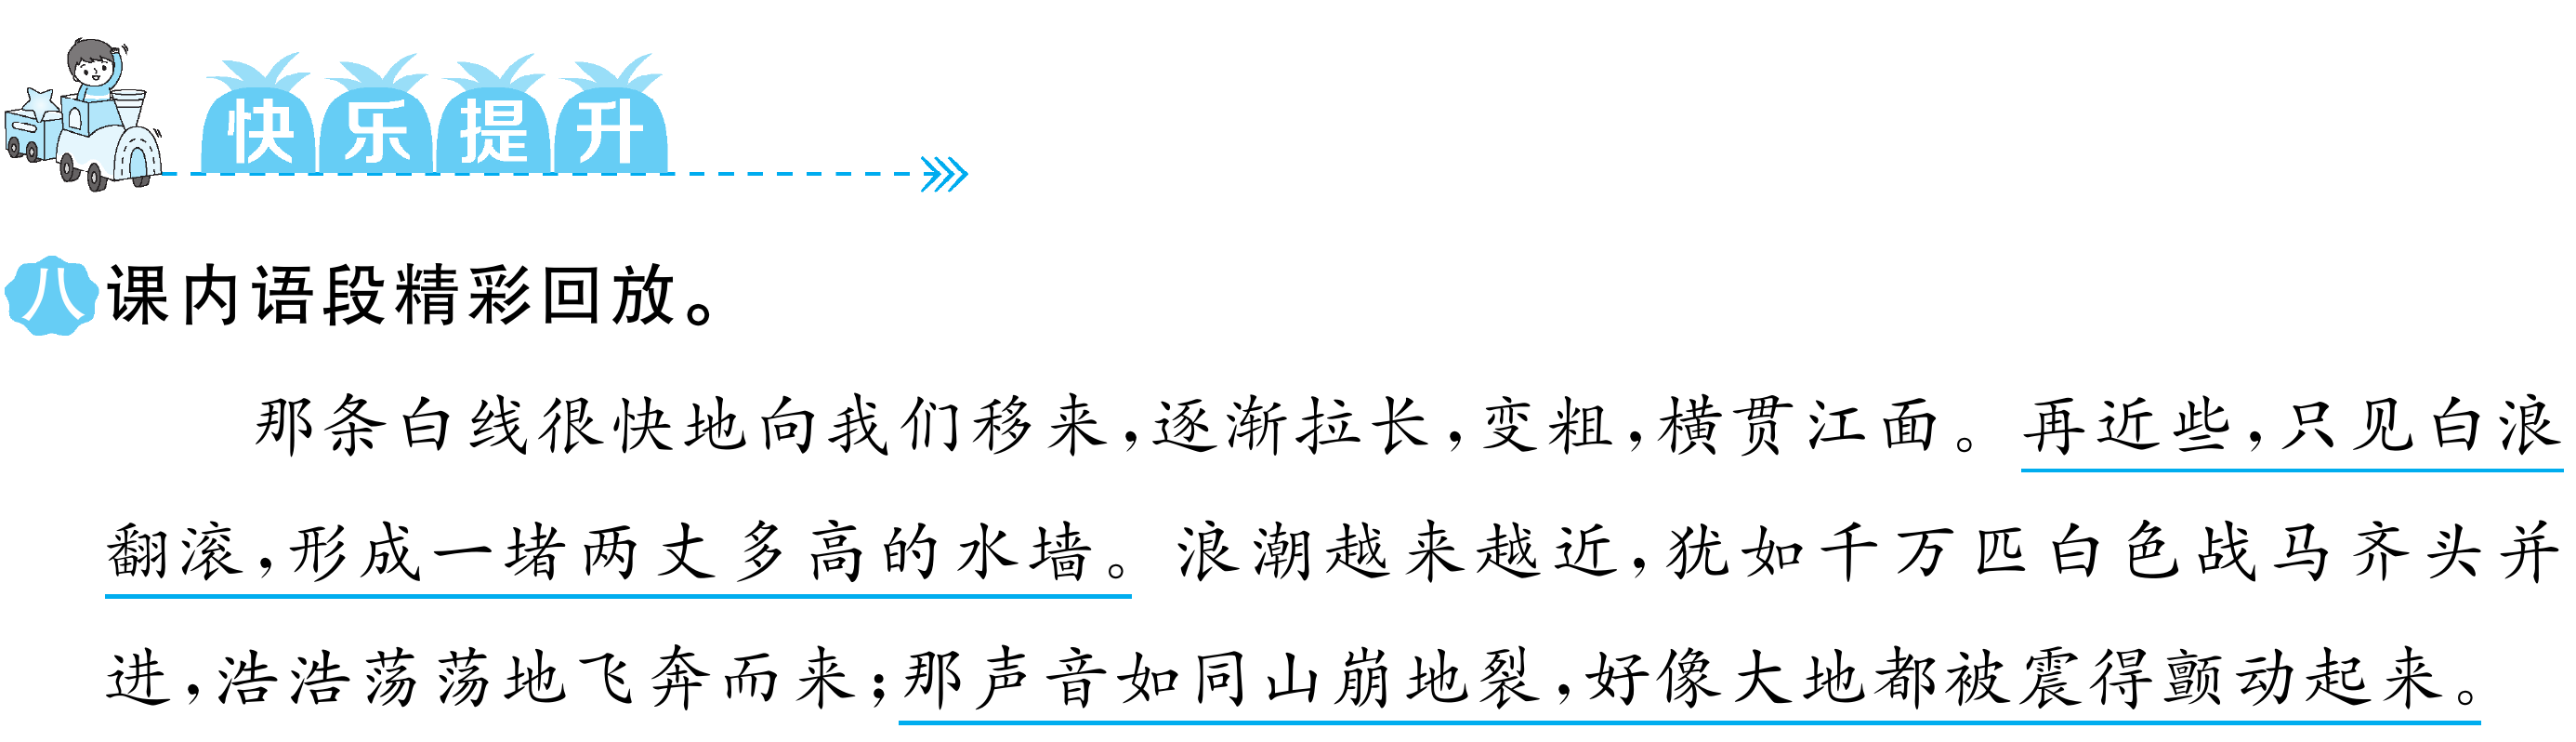 快乐提升
八 课内语段精彩回放。
那条白线很快地向我们移来,逐渐拉长,变粗,横贯江面。再近些,只见白浪
翻滚,形成一堵两丈多高的水墙。浪潮越来越近,犹如千万匹白色战马齐头并
进,浩浩荡荡地飞奔而来;那声音如同山崩地裂,好像大地都被震得颤动起来。